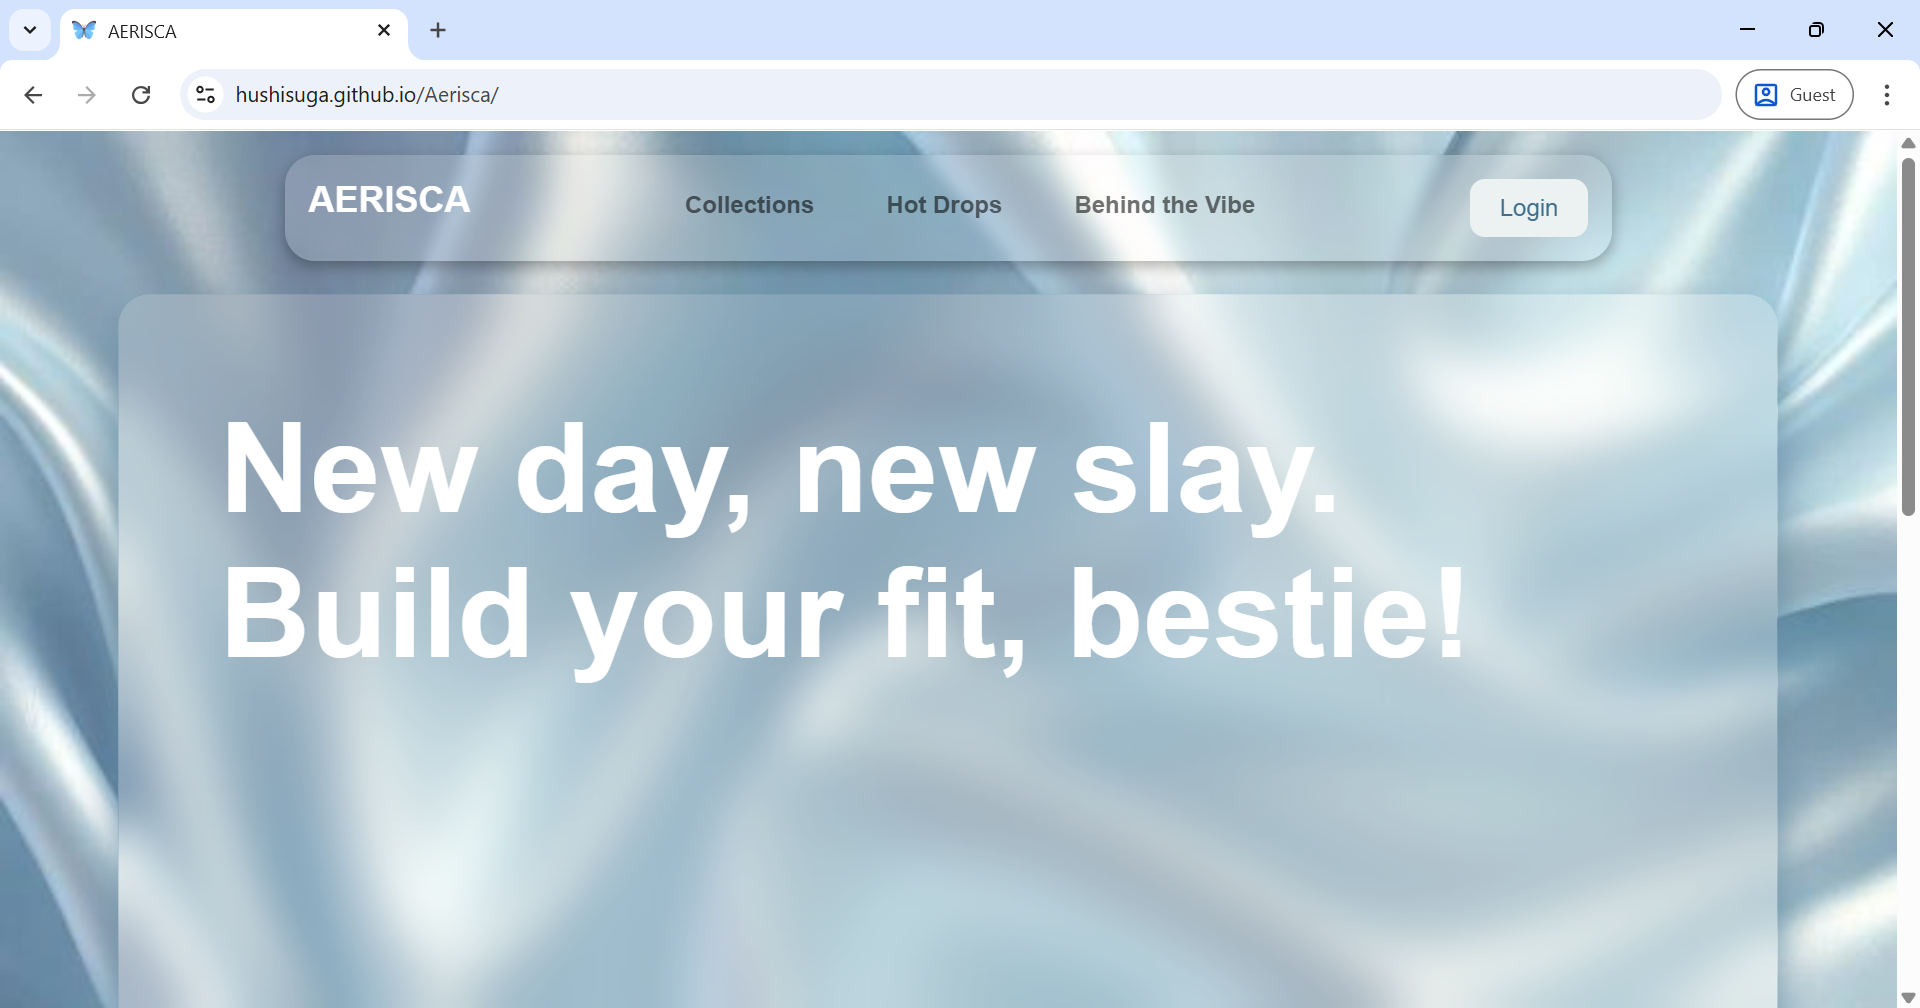 AERISCA
hushisuga.github.io/Aerisca/
Guest
AERISCA
Collections
Hot Drops
Behind the Vibe
Login
New day, new slay.
Build your fit, bestie!